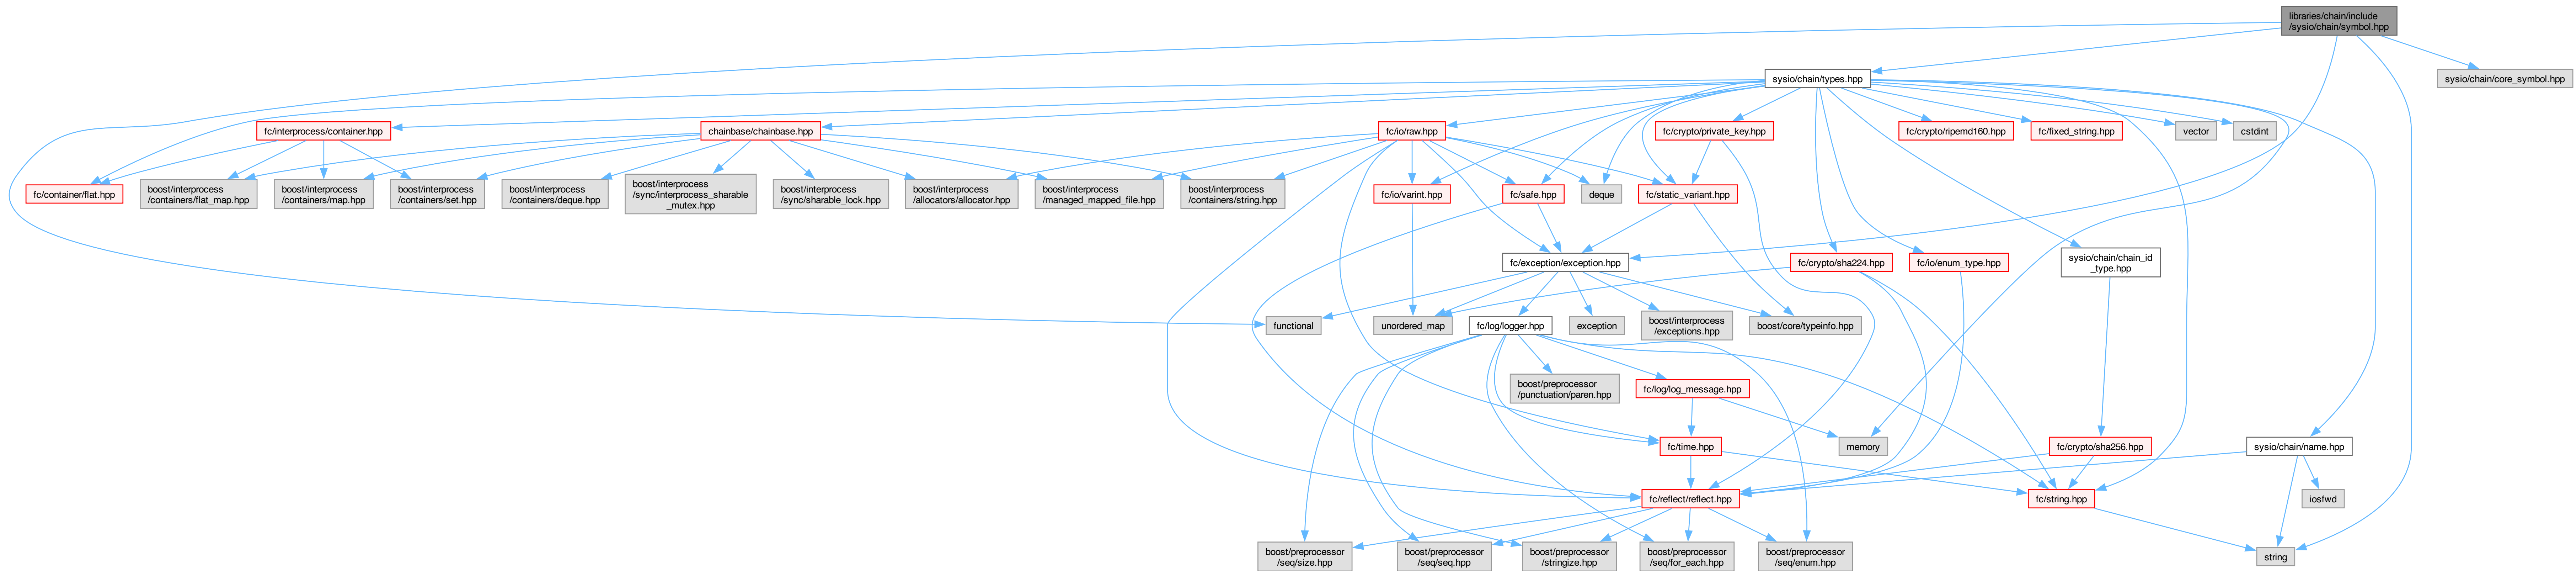 libraries/chain/include
/sysio/chain/symbol.hpp
sysio/chain/types.hpp
sysio/chain/core_symbol.hpp
fc/interprocess/container.hpp
chainbase/chainbase.hpp
fc/io/raw.hpp
fc/crypto/private_key.hpp
fc/crypto/ripemd160.hpp
fc/fixed_string.hpp
vector
cstdint
fc/container/flat.hpp
boost/interprocess
/containers/flat_map.hpp
boost/interprocess
/containers/map.hpp
boost/interprocess
/containers/set.hpp
boost/interprocess
/containers/deque.hpp
boost/interprocess
/sync/interprocess_sharable
_mutex.hpp
boost/interprocess
/sync/sharable_lock.hpp
boost/interprocess
/allocators/allocator.hpp
boost/interprocess
/managed_mapped_file.hpp
boost/interprocess
/containers/string.hpp
fc/io/varint.hpp
fc/safe.hpp
deque
fc/static_variant.hpp
fc/exception/exception.hpp
fc/crypto/sha224.hpp
fc/io/enum_type.hpp
sysio/chain/chain_id
_type.hpp
functional
unordered_map
fc/log/logger.hpp
exception
boost/interprocess
/exceptions.hpp
boost/core/typeinfo.hpp
boost/preprocessor
/punctuation/paren.hpp
fc/log/log_message.hpp
fc/time.hpp
memory
fc/crypto/sha256.hpp
sysio/chain/name.hpp
fc/reflect/reflect.hpp
fc/string.hpp
iosfwd
boost/preprocessor
/seq/size.hpp
boost/preprocessor
/seq/seq.hpp
boost/preprocessor
/stringize.hpp
boost/preprocessor
/seq/for_each.hpp
boost/preprocessor
/seq/enum.hpp
string